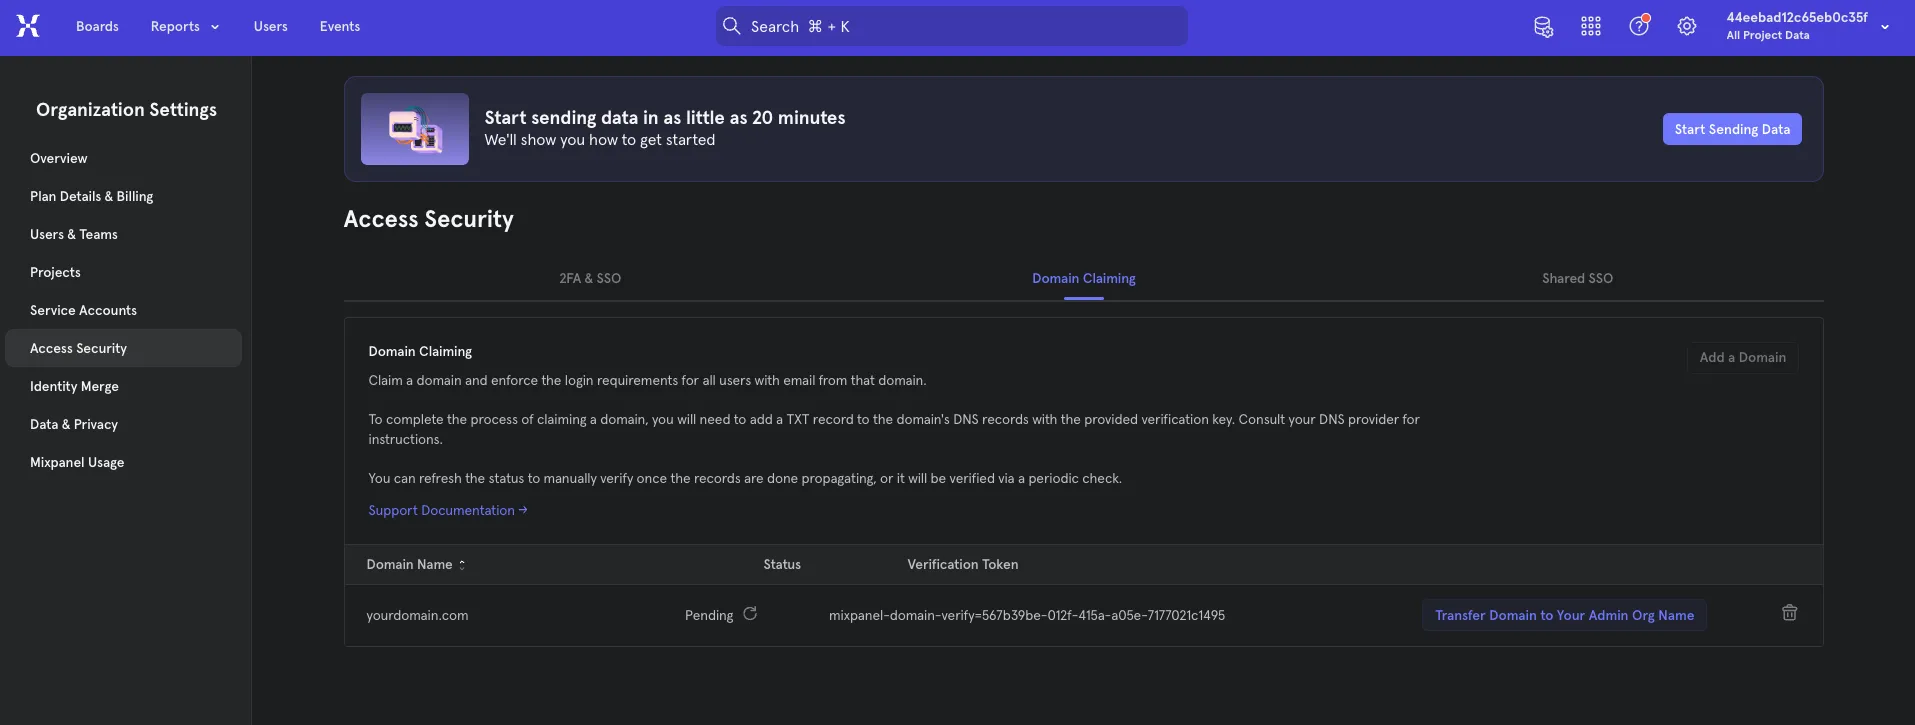 Boards
Reports
Users
Events
Search ⌘ + K
44eebad12c65eb0c35f
All Project Data
Organization Settings
Overview
Plan Details & Billing
Users & Teams
Projects
Service Accounts
Access Security
Identity Merge
Data & Privacy
Mixpanel Usage
Start sending data in as little as 20 minutes
We'll show you how to get started
Start Sending Data
Access Security
2FA & SSO
Domain Claiming
Shared SSO
Domain Claiming
Add a Domain
Claim a domain and enforce the login requirements for all users with email from that domain.
To complete the process of claiming a domain, you will need to add a TXT record to the domain's DNS records with the provided verification key. Consult your DNS provider for
instructions.
You can refresh the status to manually verify once the records are done propagating, or it will be verified via a periodic check.
Support Documentation →
Domain Name
Status
Verification Token
yourdomain.com
Pending
mixpanel-domain-verify=567b39be-012f-415a-a05e-7177021c1495
Transfer Domain to Your Admin Org Name